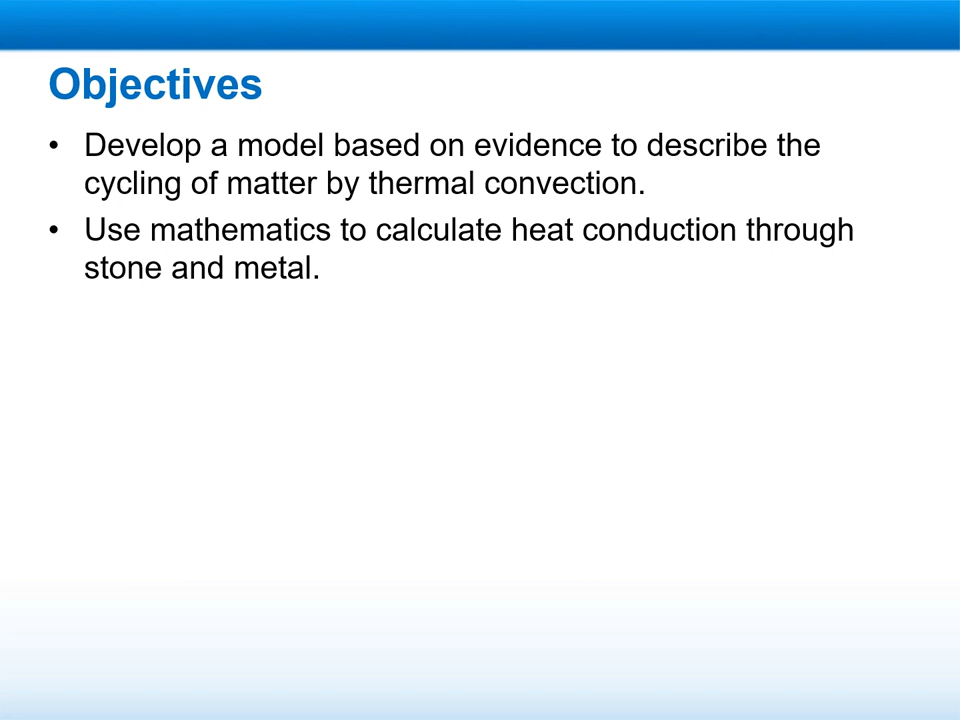 Objectives
• Develop a model based on evidence to describe the
cycling of matter by thermal convection.
• Use mathematics to calculate heat conduction through
stone and metal.